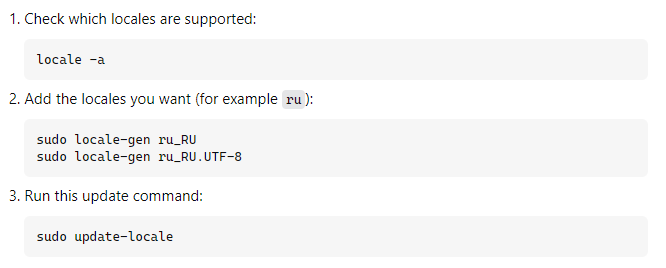 1. Check which locales are supported:
locale -a
2. Add the locales you want (for example ru):
sudo locale-gen ru_RU
sudo locale-gen ru_RU.UTF-8
3. Run this update command:
sudo update-locale